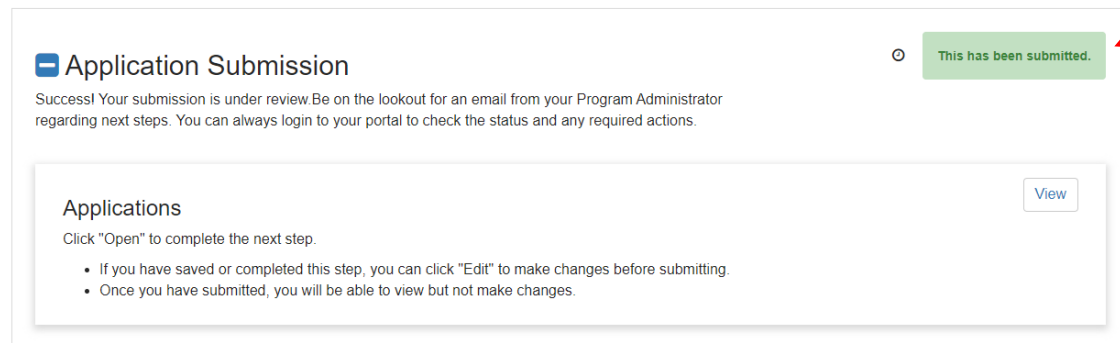 Application Submission
This has been submitted.
Success! Your submission is under review.Be on the lookout for an email from your Program Administrator
regarding next steps. You can always login to your portal to check the status and any required actions.
Applications
View
Click "Open" to complete the next step.
• If you have saved or completed this step, you can click "Edit" to make changes before submitting.
• Once you have submitted, you will be able to view but not make changes.